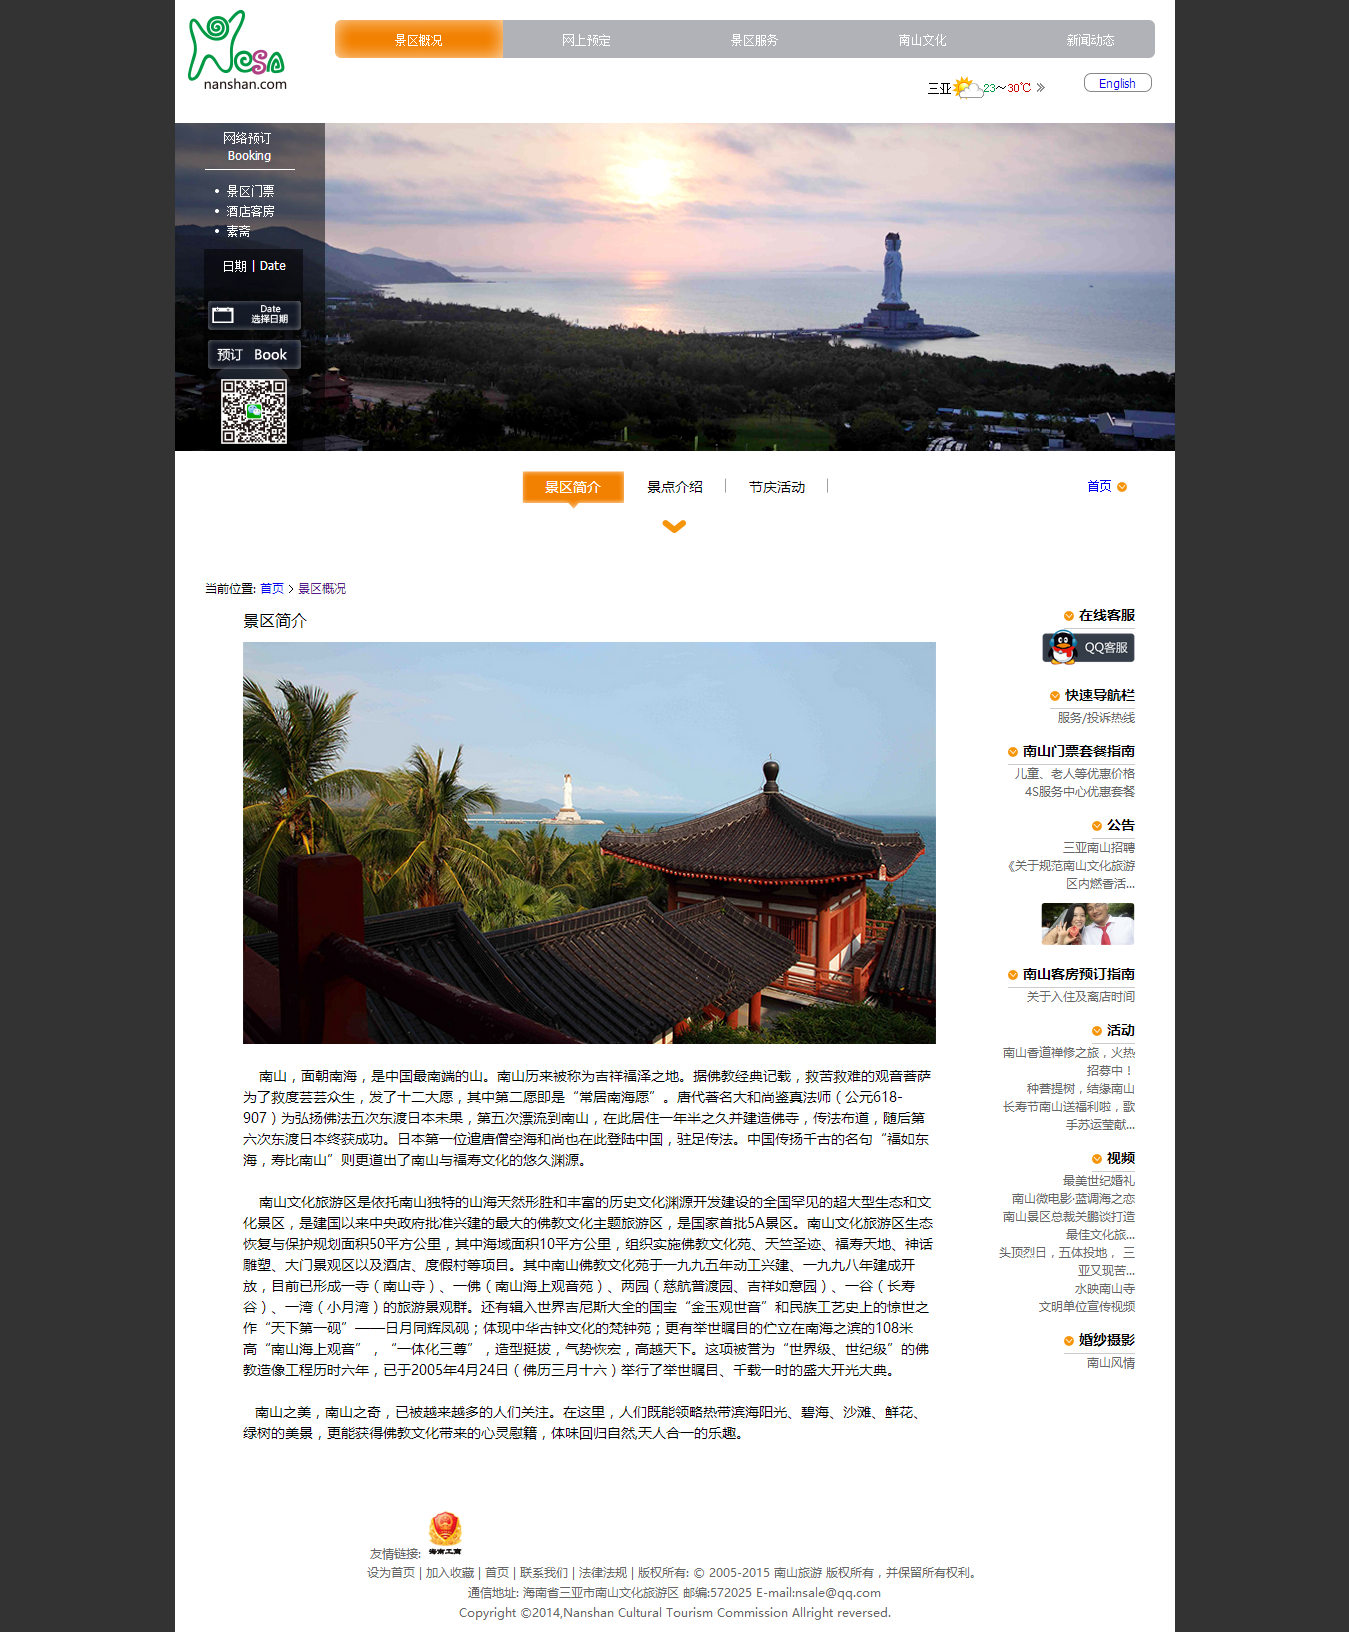 nesa
nanshan.com
景区概况 网上预定 景区服务 南山文化 新闻动态
三亚 23～30℃ »
English
网络预订
Booking
• 景区门票
• 酒店客房
• 素斋
日期 | Date
Date
选择日期
预订 Book
景区简介 景点介绍 | 节庆活动 |
首页
当前位置: 首页 > 景区概况
景区简介
南山，面朝南海，是中国最南端的山。南山历来被称为吉祥福泽之地。据佛教经典记载，救苦救难的观音菩萨
为了救度芸芸众生，发了十二大愿，其中第二愿即是“常居南海愿”。唐代著名大和尚鉴真法师（公元618-
907）为弘扬佛法五次东渡日本未果，第五次漂流到南山，在此居住一年半之久并建造佛寺，传法布道，随后第
六次东渡日本终获成功。日本第一位遣唐僧空海和尚也在此登陆中国，驻足传法。中国传扬千古的名句“福如东
海，寿比南山”则更道出了南山与福寿文化的悠久渊源。
南山文化旅游区是依托南山独特的山海天然形胜和丰富的历史文化渊源开发建设的全国罕见的超大型生态和文
化景区，是建国以来中央政府批准兴建的最大的佛教文化主题旅游区，是国家首批5A景区。南山文化旅游区生态
恢复与保护规划面积50平方公里，其中海域面积10平方公里，组织实施佛教文化苑、天竺圣迹、福寿天地、神话
雕塑、大门景观区以及酒店、度假村等项目。其中南山佛教文化苑于一九九五年动工兴建、一九九八年建成开
放，目前已形成一寺（南山寺）、一佛（南山海上观音苑）、两园（慈航普渡园、吉祥如意园）、一谷（长寿
谷）、一湾（小月湾）的旅游景观群。还有辑入世界吉尼斯大全的国宝“金玉观世音”和民族工艺史上的惊世之
作“天下第一砚”——日月同辉凤砚；体现中华古钟文化的梵钟苑；更有举世瞩目的伫立在南海之滨的108米
高“南山海上观音”，“一体化三尊”，造型挺拔，气势恢宏，高越天下。这项被誉为“世界级、世纪级”的佛
教造像工程历时六年，已于2005年4月24日（佛历三月十六）举行了举世瞩目、千载一时的盛大开光大典。
南山之美，南山之奇，已被越来越多的人们关注。在这里，人们既能领略热带滨海阳光、碧海、沙滩、鲜花、
绿树的美景，更能获得佛教文化带来的心灵慰籍，体味回归自然,天人合一的乐趣。
在线客服
QQ客服
快速导航栏
服务/投诉热线
南山门票套餐指南
儿童、老人等优惠价格
4S服务中心优惠套餐
公告
三亚南山招聘
《关于规范南山文化旅游
区内燃香活...
南山客房预订指南
关于入住及离店时间
活动
南山香道禅修之旅，火热
招募中！
种菩提树，结缘南山
长寿节南山送福利啦，歌
手苏运莹献...
视频
最美世纪婚礼
南山微电影·蓝调海之恋
南山景区总裁关鹏谈打造
最佳文化旅...
头顶烈日，五体投地， 三
亚又现苦...
水映南山寺
文明单位宣传视频
婚纱摄影
南山风情
友情链接: 海南工商
设为首页 | 加入收藏 | 首页 | 联系我们 | 法律法规 | 版权所有: © 2005-2015 南山旅游 版权所有，并保留所有权利。
通信地址: 海南省三亚市南山文化旅游区 邮编:572025 E-mail:nsale@qq.com
Copyright ©2014,Nanshan Cultural Tourism Commission Allright reversed.